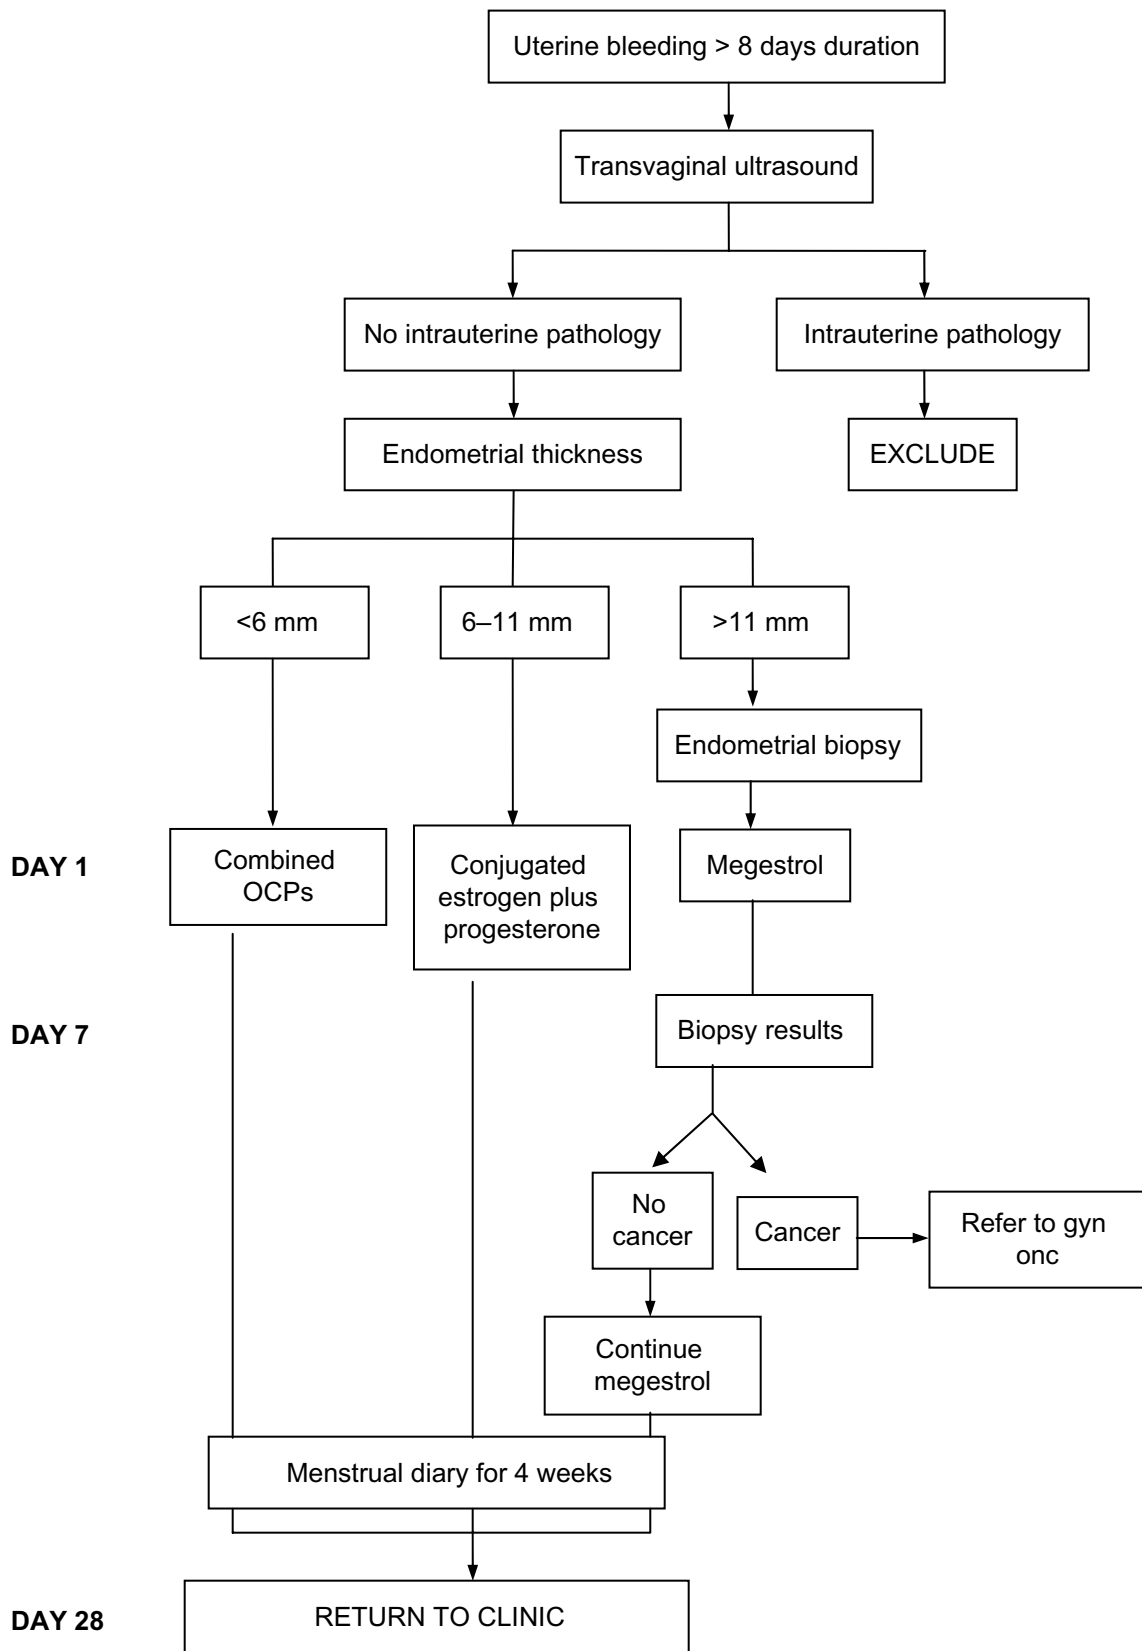 Uterine bleeding > 8 days duration
Transvaginal ultrasound
No intrauterine pathology
Intrauterine pathology
Endometrial thickness
EXCLUDE
<6 mm
6–11 mm
>11 mm
Endometrial biopsy
DAY 1
Combined
OCPs
Conjugated
estrogen plus
progesterone
Megestrol
DAY 7
Biopsy results
No
cancer
Cancer
Refer to gyn
onc
Continue
megestrol
Menstrual diary for 4 weeks
DAY 28
RETURN TO CLINIC